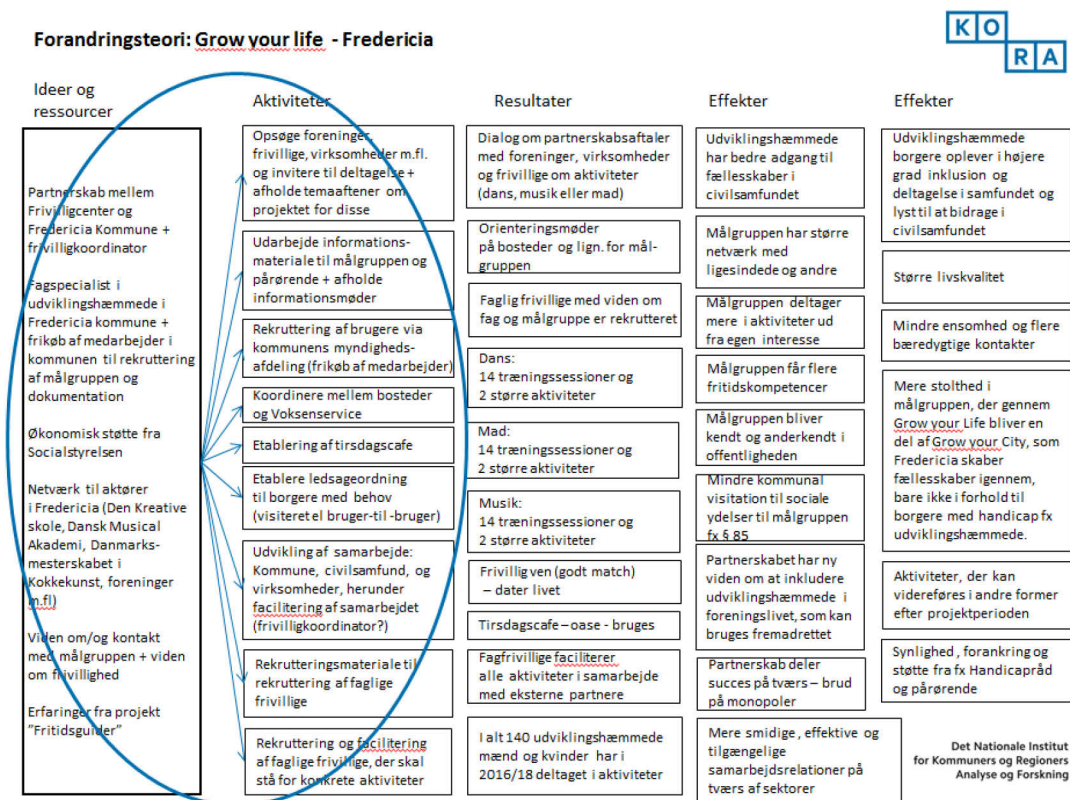 Forandringsteori: Grow your life - Fredericia
KO
RA
Ideer og
ressourcer
Partnerskab mellem
Frivilligcenter og
Fredericia Kommune +
frivilligkoordinator
Fagspecialist i
udviklingshæmmede i
Fredericia kommune +
frikøb af medarbejder i
kommunen til rekruttering
af målgruppen og
dokumentation
Økonomisk støtte fra
Socialstyrelsen
Netværk til aktører
i Fredericia (Den Kreative
skole, Dansk Musical
Akademi, Danmarks-
mesterskabet i
Kokkekunst, foreninger
m.fl)
Viden om/og kontakt
med målgruppen + viden
om frivillighed
Erfaringer fra projekt
”Fritidsguider”
Aktiviteter
Opsøge foreninger,
frivillige, virksomheder m.fl.
og invitere til deltagelse +
afholde temaaftener om
projektet for disse
Udarbejde informations-
materiale til målgruppen og
pårørende + afholde
informationsmøder
Rekruttering af brugere via
kommunens myndigheds-
afdeling (frikøb af medarbejder)
Koordinere mellem bosteder
og Voksenservice
Etablering af tirsdagscafe
Etablere ledsageordning
til borgere med behov
(visiteret el bruger-til -bruger)
Udvikling af samarbejde:
Kommune, civilsamfund, og
virksomheder, herunder
facilitering af samarbejdet
(frivilligkoordinator?)
Rekrutteringsmateriale til
rekruttering af faglige
frivillige
Rekruttering og facilitering
af faglige frivillige, der skal
stå for konkrete aktiviteter
Resultater
Dialog om partnerskabsaftaler
med foreninger, virksomheder
og frivillige om aktiviteter
(dans, musik eller mad)
Orienteringsmøder
på bosteder og lign. for mål-
gruppen
Faglig frivillige med viden om
fag og målgruppe er rekrutteret
Dans:
14 træningssessioner og
2 større aktiviteter
Mad:
14 træningssessioner og
2 større aktiviteter
Musik:
14 træningssessioner og
2 større aktiviteter
Frivillig ven (godt match)
– dater livet
Tirsdagscafe – oase - bruges
Fagfrivillige faciliterer
alle aktiviteter i samarbejde
med eksterne partnere
I alt 140 udviklingshæmmede
mænd og kvinder har i
2016/18 deltaget i aktiviteter
Effekter
Udviklingshæmmede
har bedre adgang til
fællesskaber i
civilsamfundet
Målgruppen har større
netværk med
ligesindede og andre
Målgruppen deltager
mere i aktiviteter ud
fra egen interesse
Målgruppen får flere
fritidskompetencer
Målgruppen bliver
kendt og anderkendt i
offentligheden
Mindre kommunal
visitation til sociale
ydelser til målgruppen
fx § 85
Partnerskabet har ny
viden om at inkludere
udviklingshæmmede i
foreningslivet, som kan
bruges fremadrettet
Partnerskab deler
succes på tværs – brud
på monopoler
Mere smidige, effektive og
tilgængelige
samarbejdsrelationer på
tværs af sektorer
Effekter
Udviklingshæmmede
borgere oplever i højere
grad inklusion og
deltagelse i samfundet og
lyst til at bidrage i
civilsamfundet
Større livskvalitet
Mindre ensomhed og flere
bæredygtige kontakter
Mere stolthed i
målgruppen, der gennem
Grow your Life bliver en
del af Grow your City, som
Fredericia skaber
fællesskaber igennem,
bare ikke i forhold til
borgere med handicap fx
udviklingshæmmede.
Aktiviteter, der kan
videreføres i andre former
efter projektperioden
Synlighed, forankring og
støtte fra fx Handicapråd
og pårørende
Det Nationale Institut
for Kommuners og Regioners
Analyse og Forskning